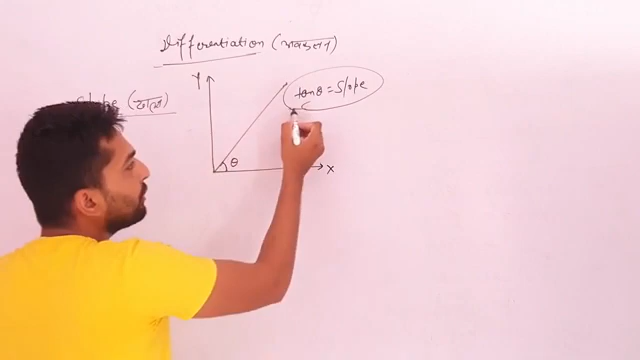 Differentiation (अवकलन)
Y
tanθ = Slope
Slope (ढाल)
θ
X